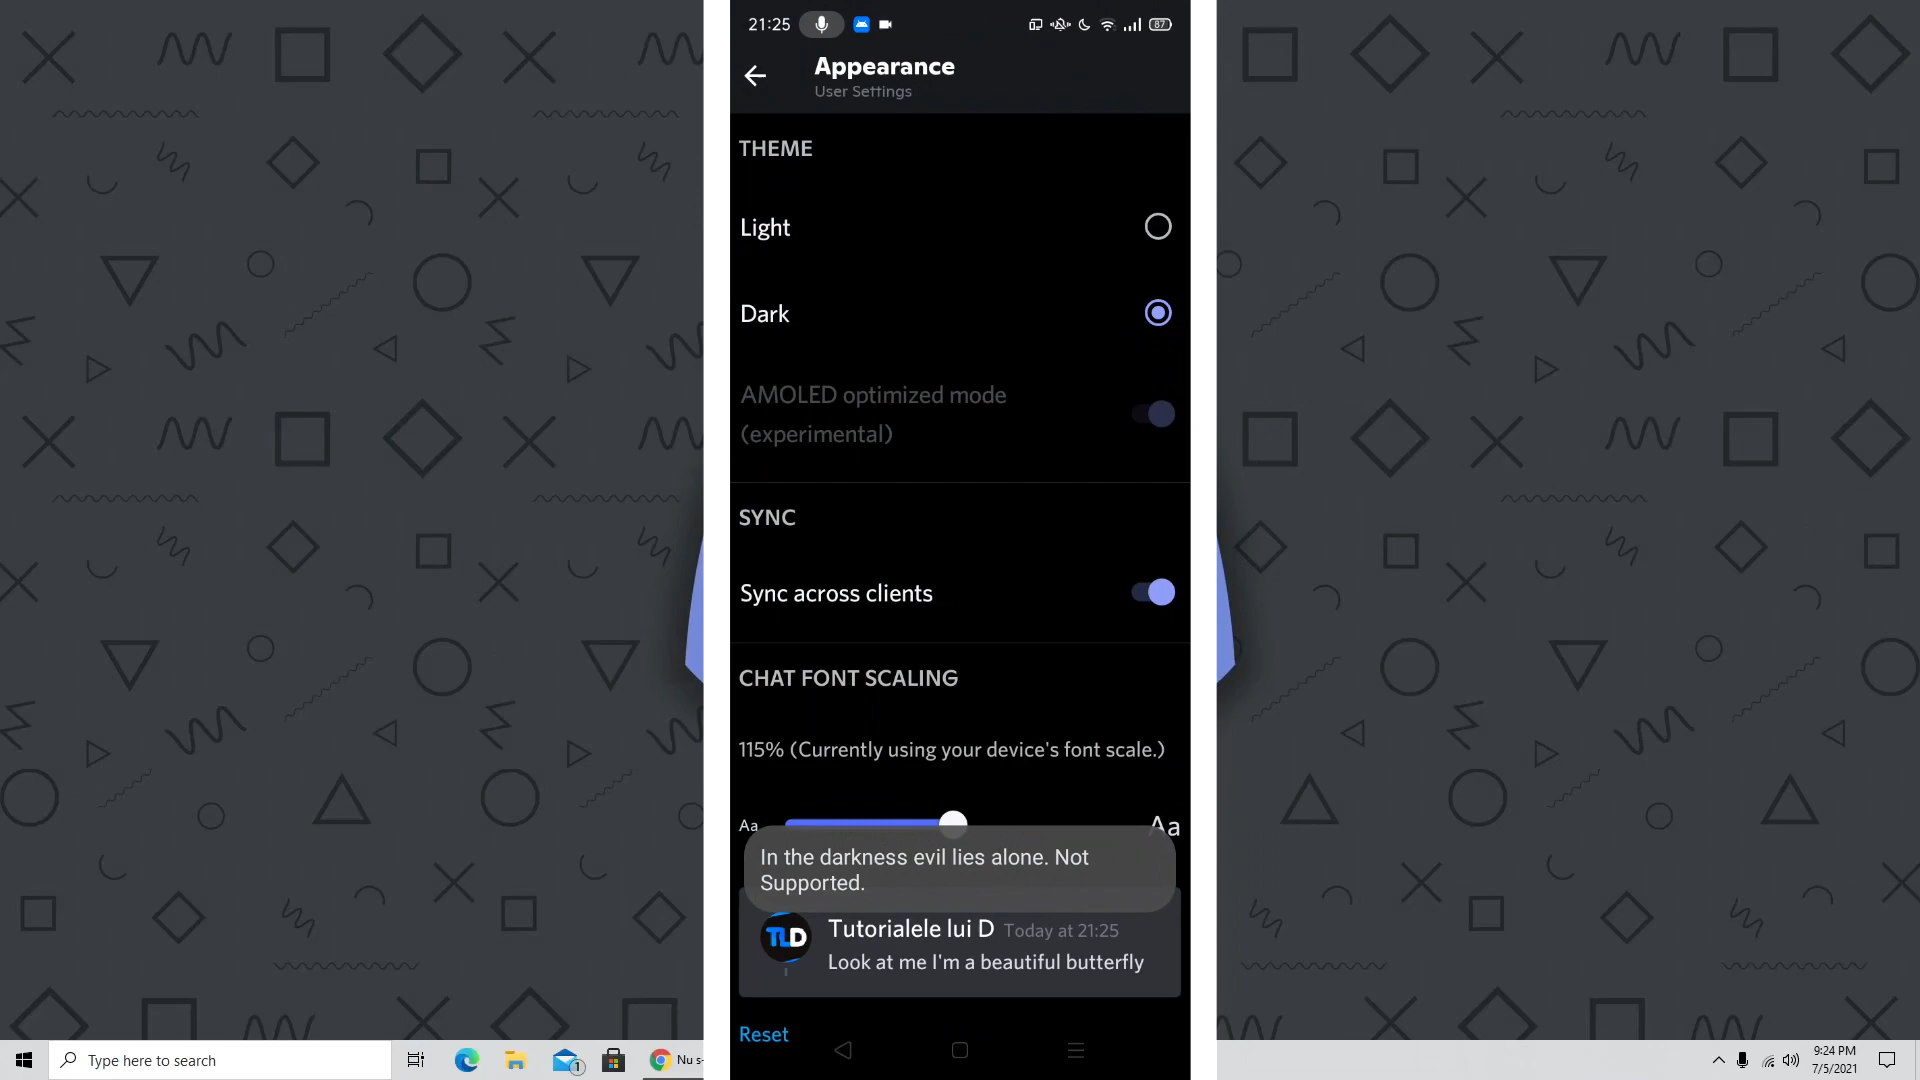 21:25
87
Appearance
User Settings
THEME
Light
Dark
AMOLED optimized mode
(experimental)
SYNC
Sync across clients
CHAT FONT SCALING
115% (Currently using your device's font scale.)
Aa
Aa
In the darkness evil lies alone. Not
Supported.
TLD
Tutorialele lui D Today at 21:25
Look at me I'm a beautiful butterfly
Reset
Type here to search
1
Nu s-
9:24 PM
7/5/2021